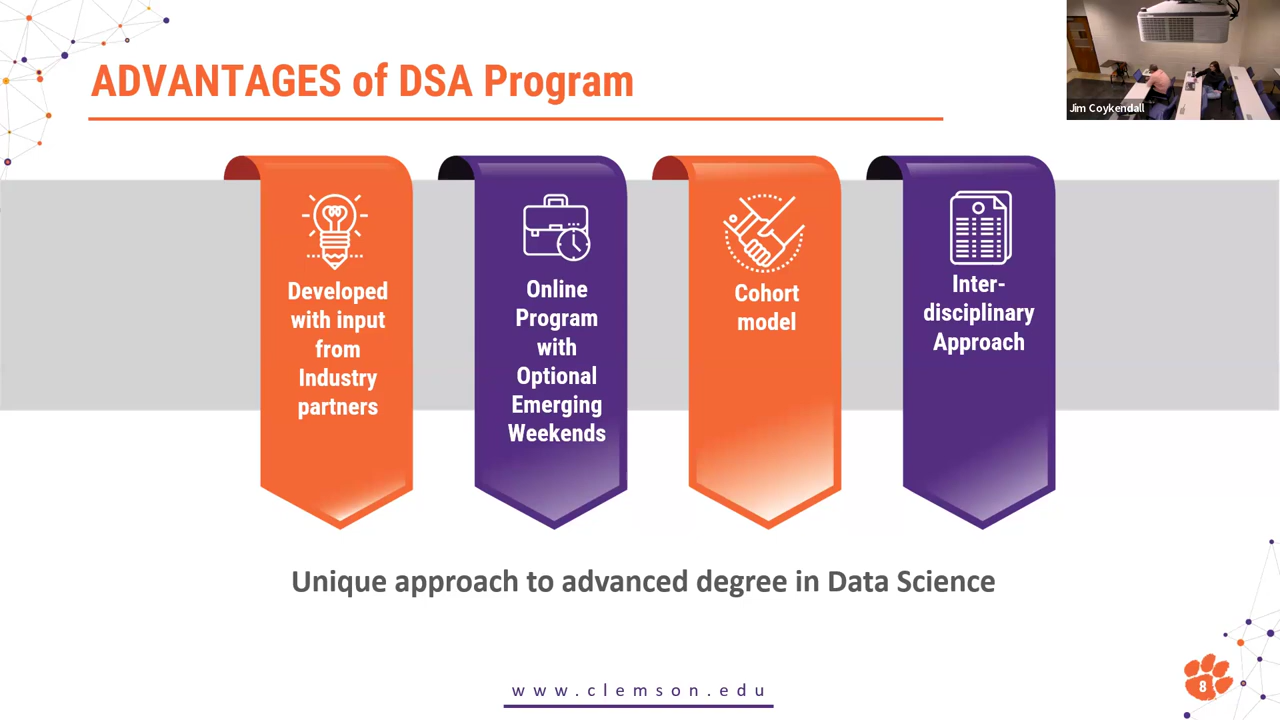 ADVANTAGES of DSA Program
Jim Coykendall
Developed
with input
from
Industry
partners
Online
Program
with
Optional
Emerging
Weekends
Cohort
model
Inter-
disciplinary
Approach
Unique approach to advanced degree in Data Science
www.clemson.edu
8